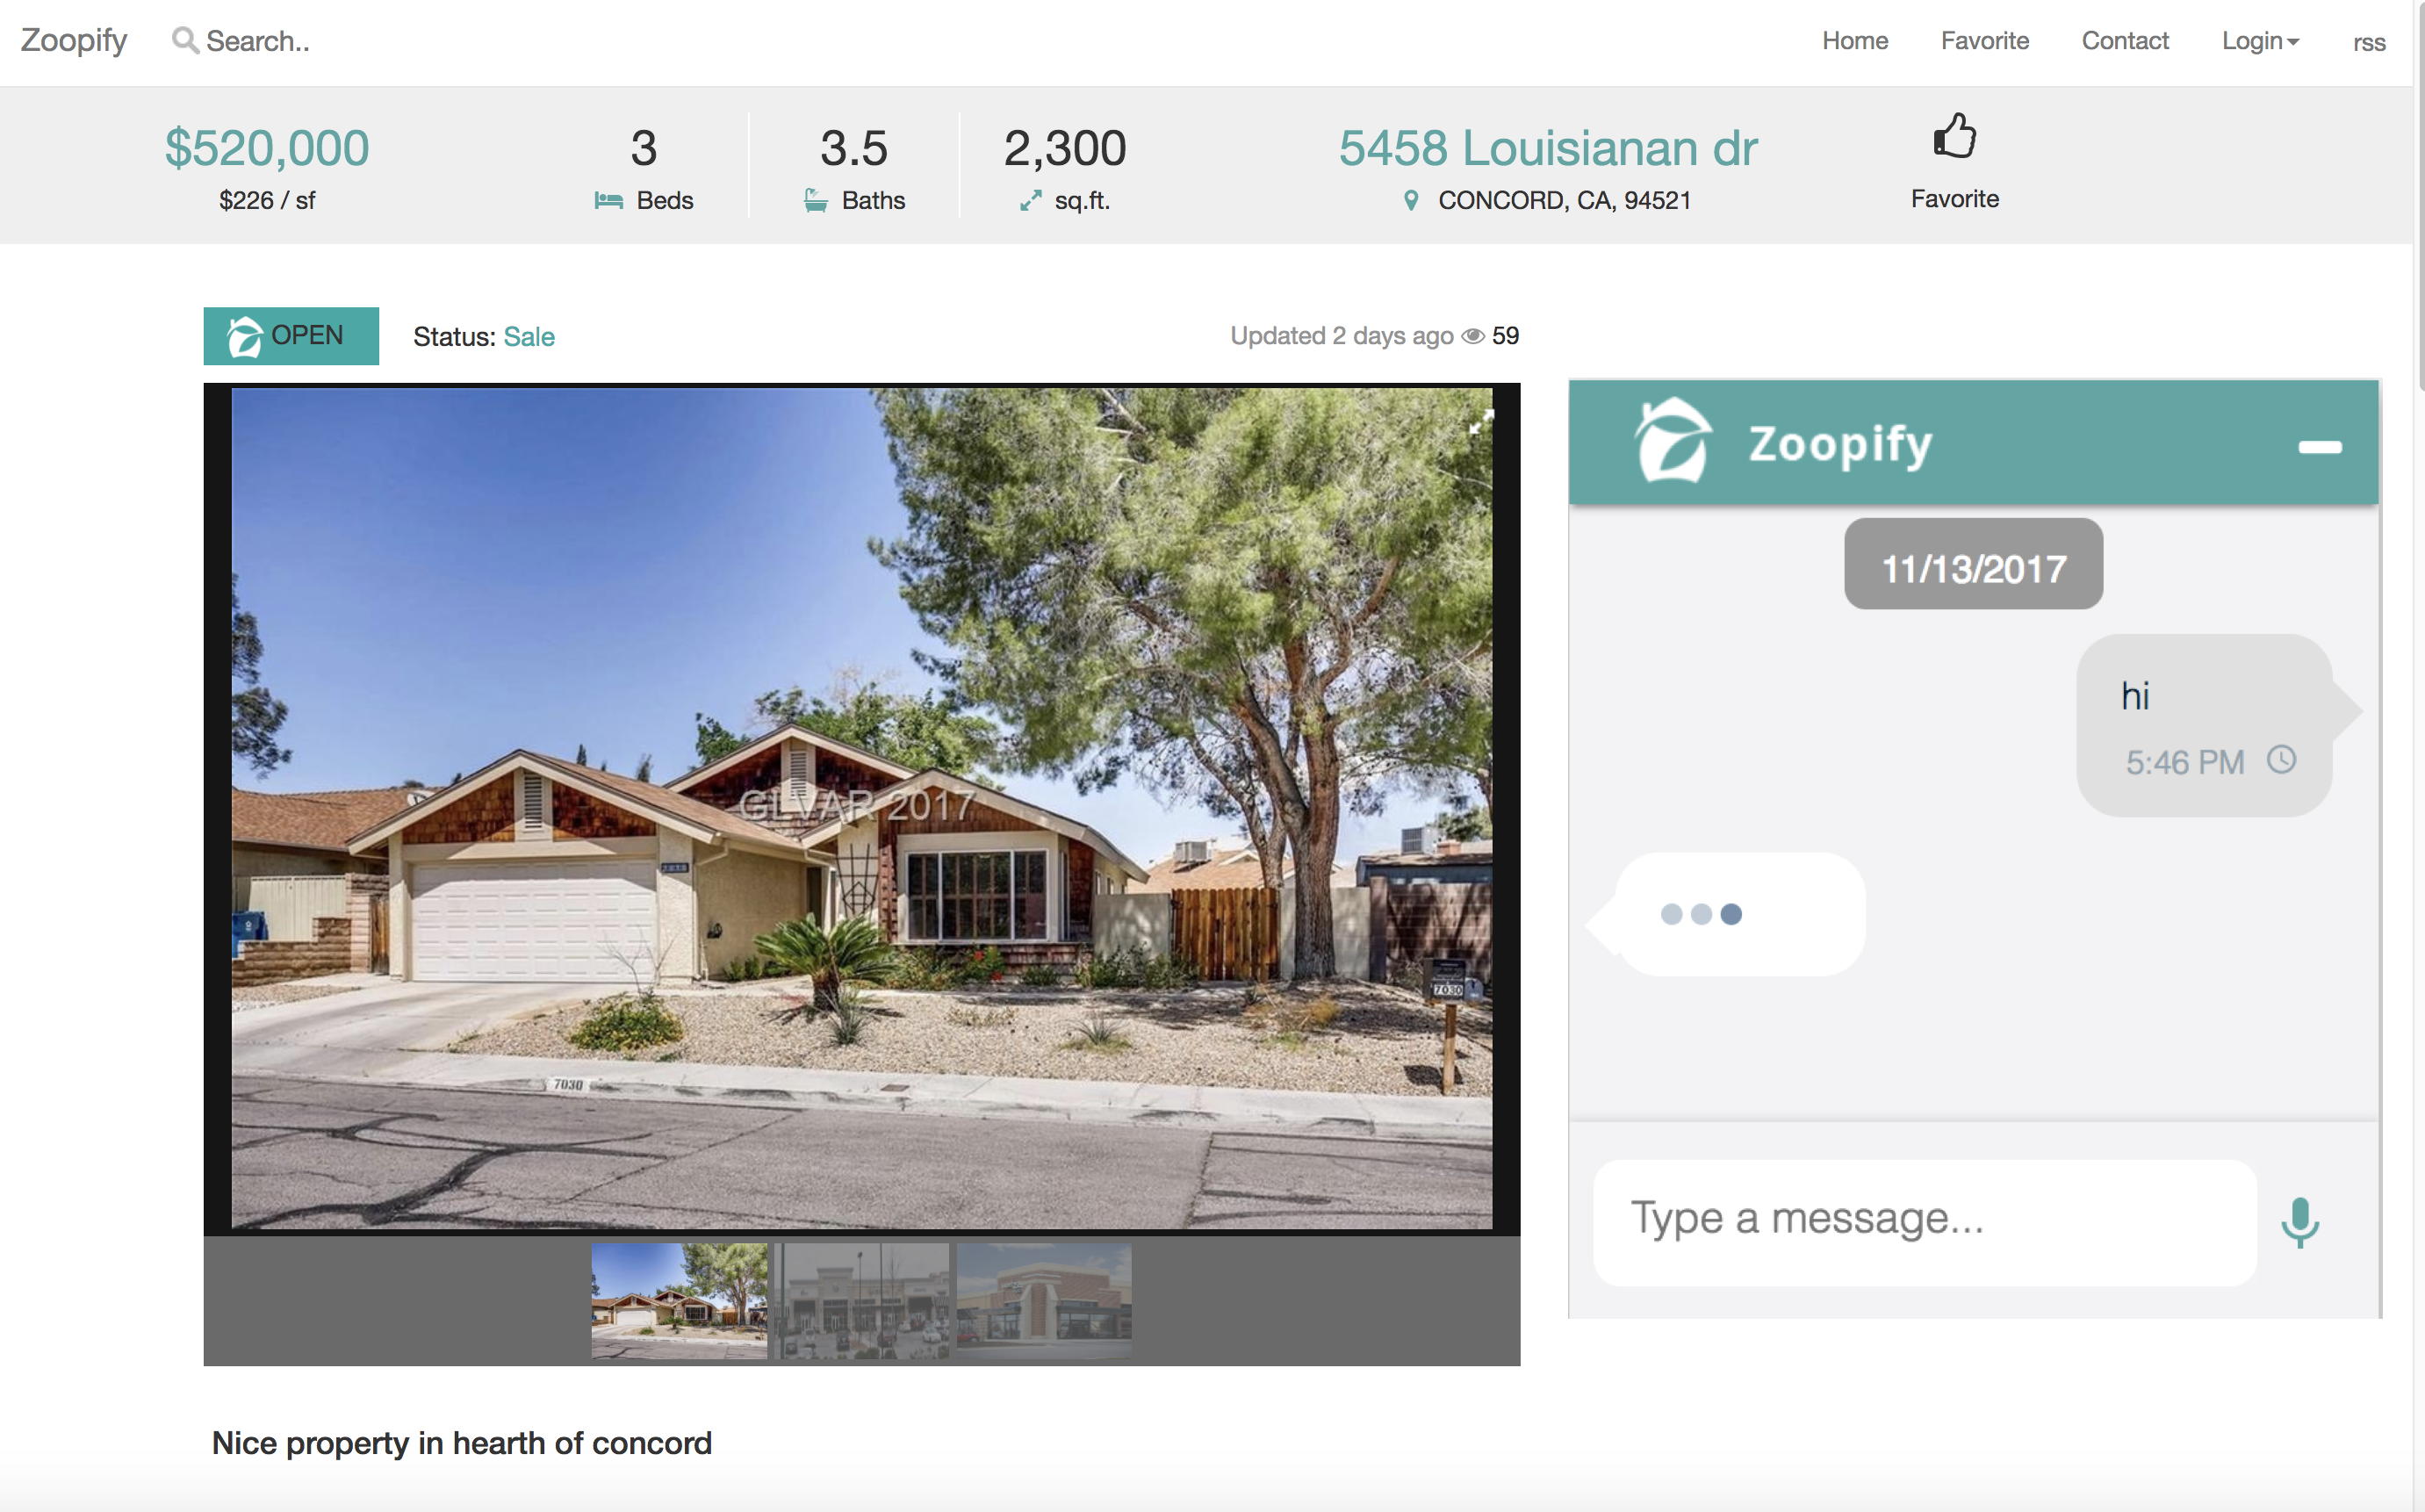 Zoopify Search.. Home Favorite Contact Login rss
$520,000 3 3.5 2,300 5458 Louisianan dr
$226 / sf Beds Baths sq.ft. CONCORD, CA, 94521 Favorite
OPEN Status: Sale Updated 2 days ago 59
Zoopify
11/13/2017
hi
5:46 PM
GLVAR 2017
7030
7030
Type a message...
Nice property in hearth of concord